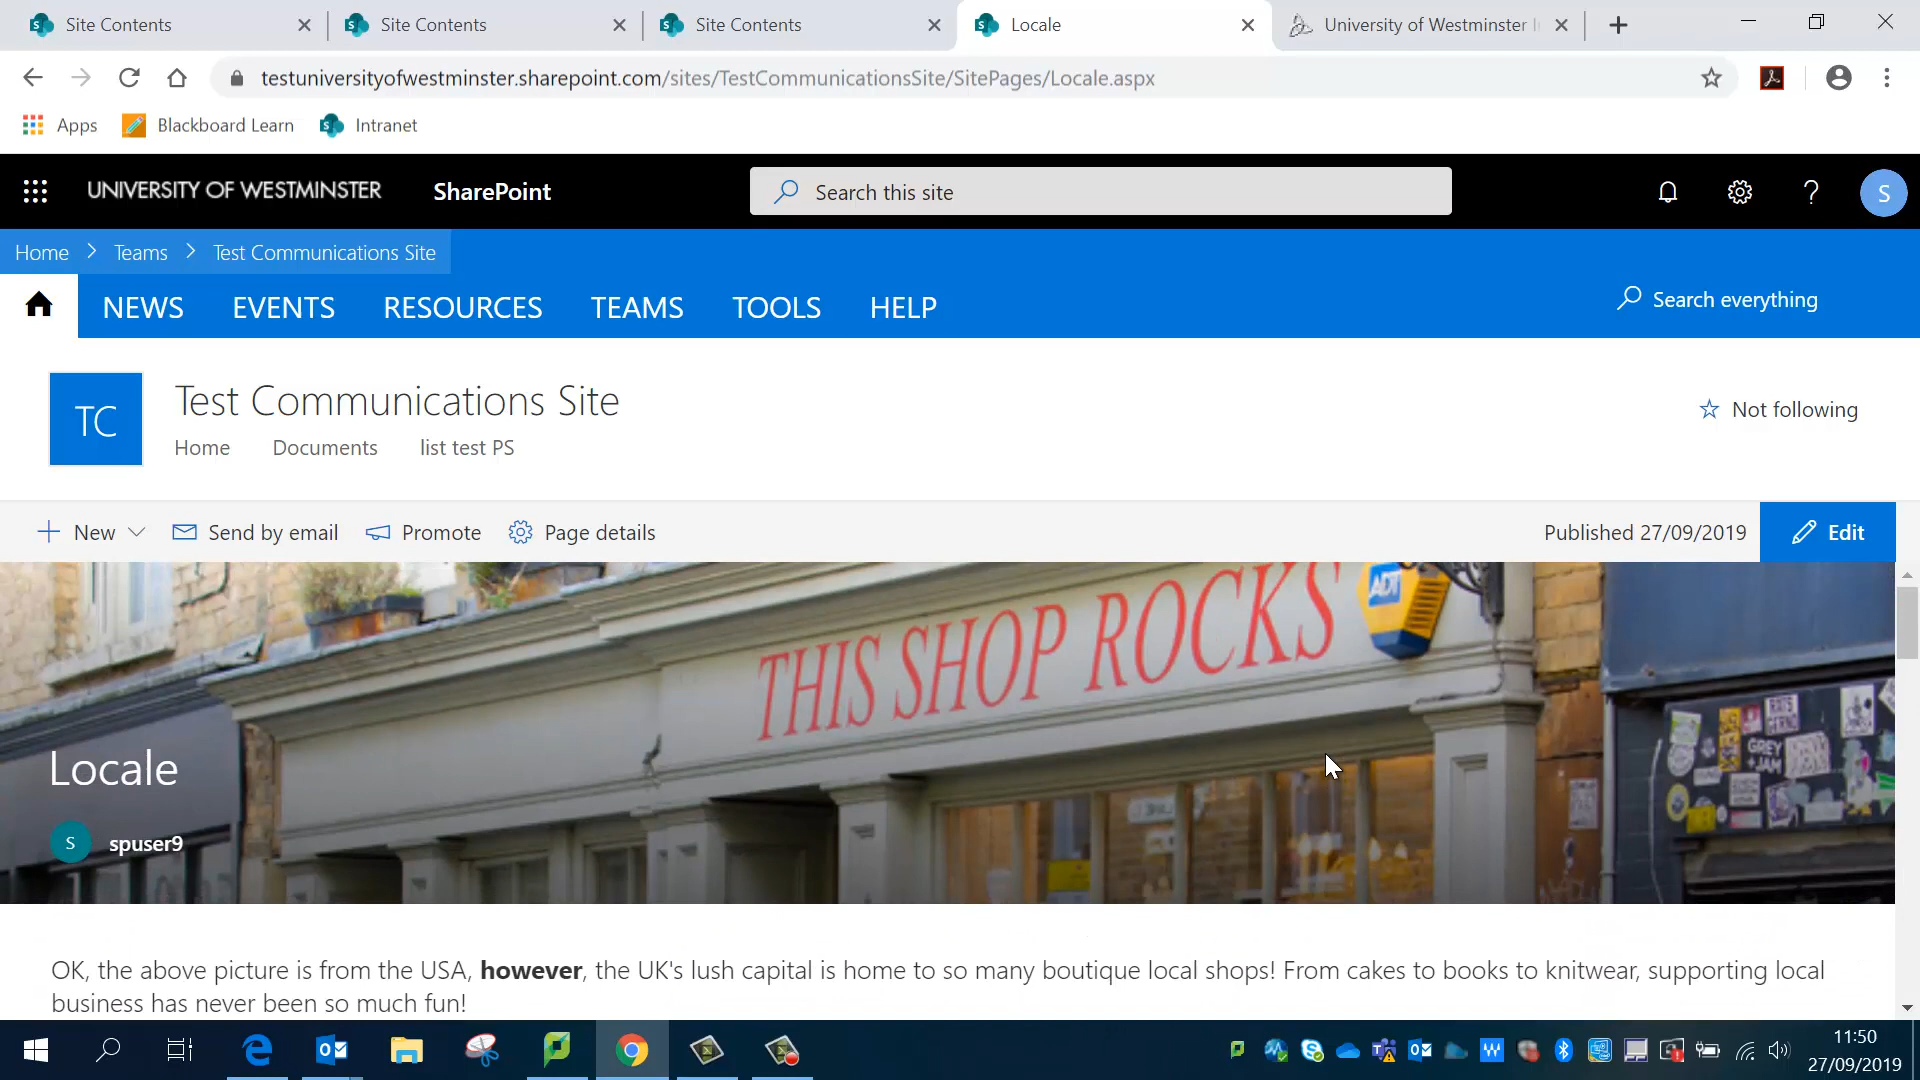 Site Contents
Site Contents
Site Contents
Locale
University of Westminster I
testuniversityofwestminster.sharepoint.com/sites/TestCommunicationsSite/SitePages/Locale.aspx
Apps
Blackboard Learn
Intranet
UNIVERSITY OF WESTMINSTER
SharePoint
Search this site
S
Home
Teams
Test Communications Site
NEWS
EVENTS
RESOURCES
TEAMS
TOOLS
HELP
Search everything
TC
Test Communications Site
Not following
Home
Documents
list test PS
New
Send by email
Promote
Page details
Published 27/09/2019
Edit
THIS SHOP ROCKS
ADT
GREY
+JAM
Locale
S
spuser9
OK, the above picture is from the USA, however, the UK's lush capital is home to so many boutique local shops! From cakes to books to knitwear, supporting local
business has never been so much fun!
11:50
27/09/2019